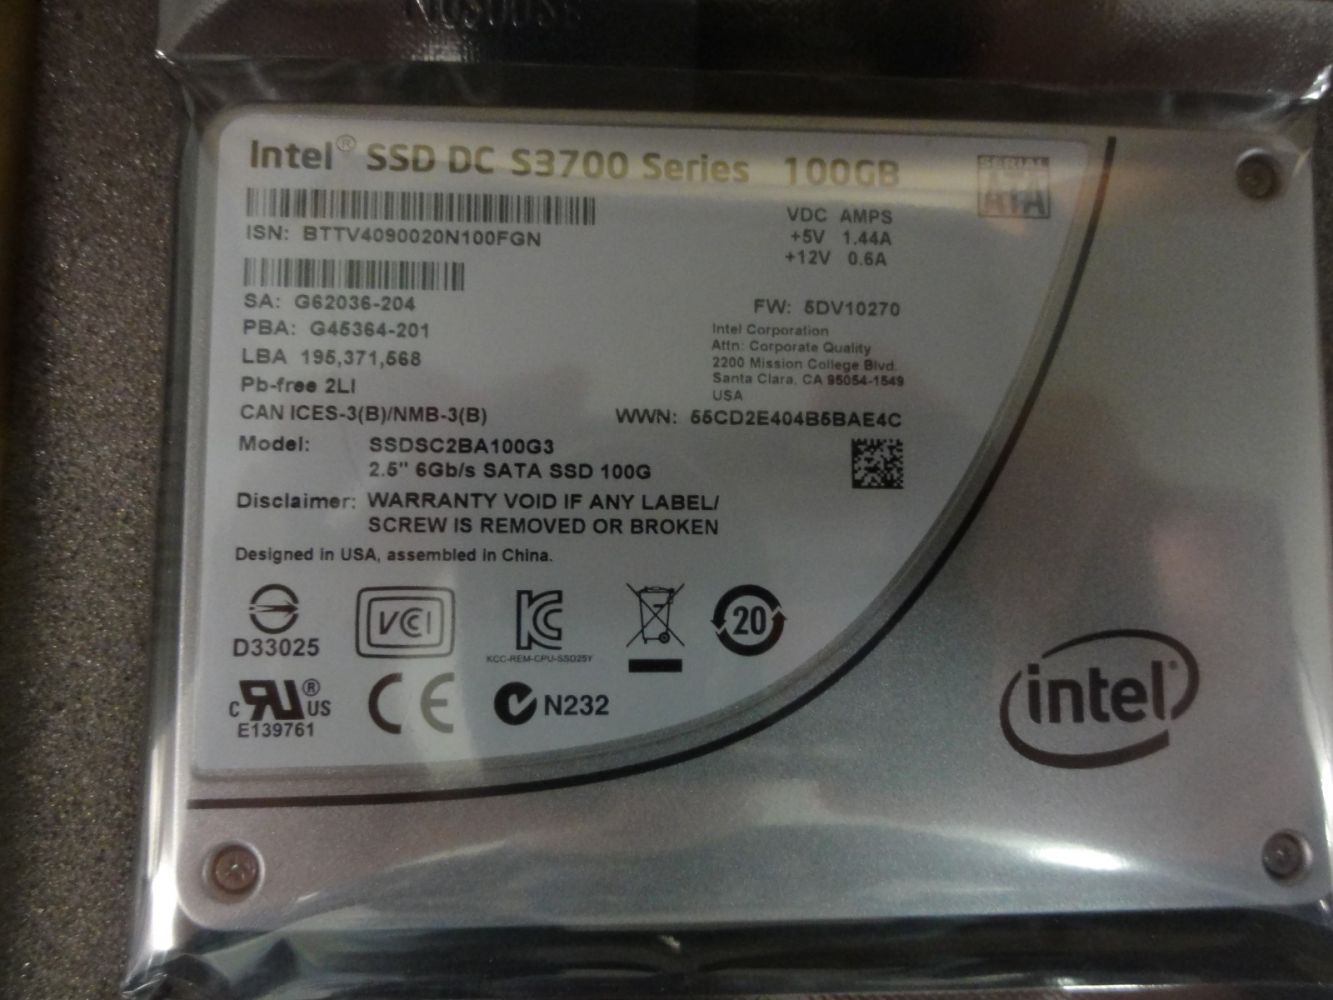 Intel® SSD DC S3700 Series 100GB
SERIAL
ATA
ISN: BTTV4090020N100FGN
VDC AMPS
+5V 1.44A
+12V 0.6A
SA: G62036-204
PBA: G45364-201
LBA 195,371,568
Pb-free 2LI
CAN ICES-3(B)/NMB-3(B)
FW: 5DV10270
Intel Corporation
Attn: Corporate Quality
2200 Mission College Blvd.
Santa Clara, CA 95054-1549
USA
WWN: 55CD2E404B5BAE4C
Model: SSDSC2BA100G3
2.5" 6Gb/s SATA SSD 100G
Disclaimer: WARRANTY VOID IF ANY LABEL/
SCREW IS REMOVED OR BROKEN
Designed in USA, assembled in China.
D33025
VCCI
KCC-REM-CPU-SSD25Y
20
c RU® US
E139761
CE
N232
intel®